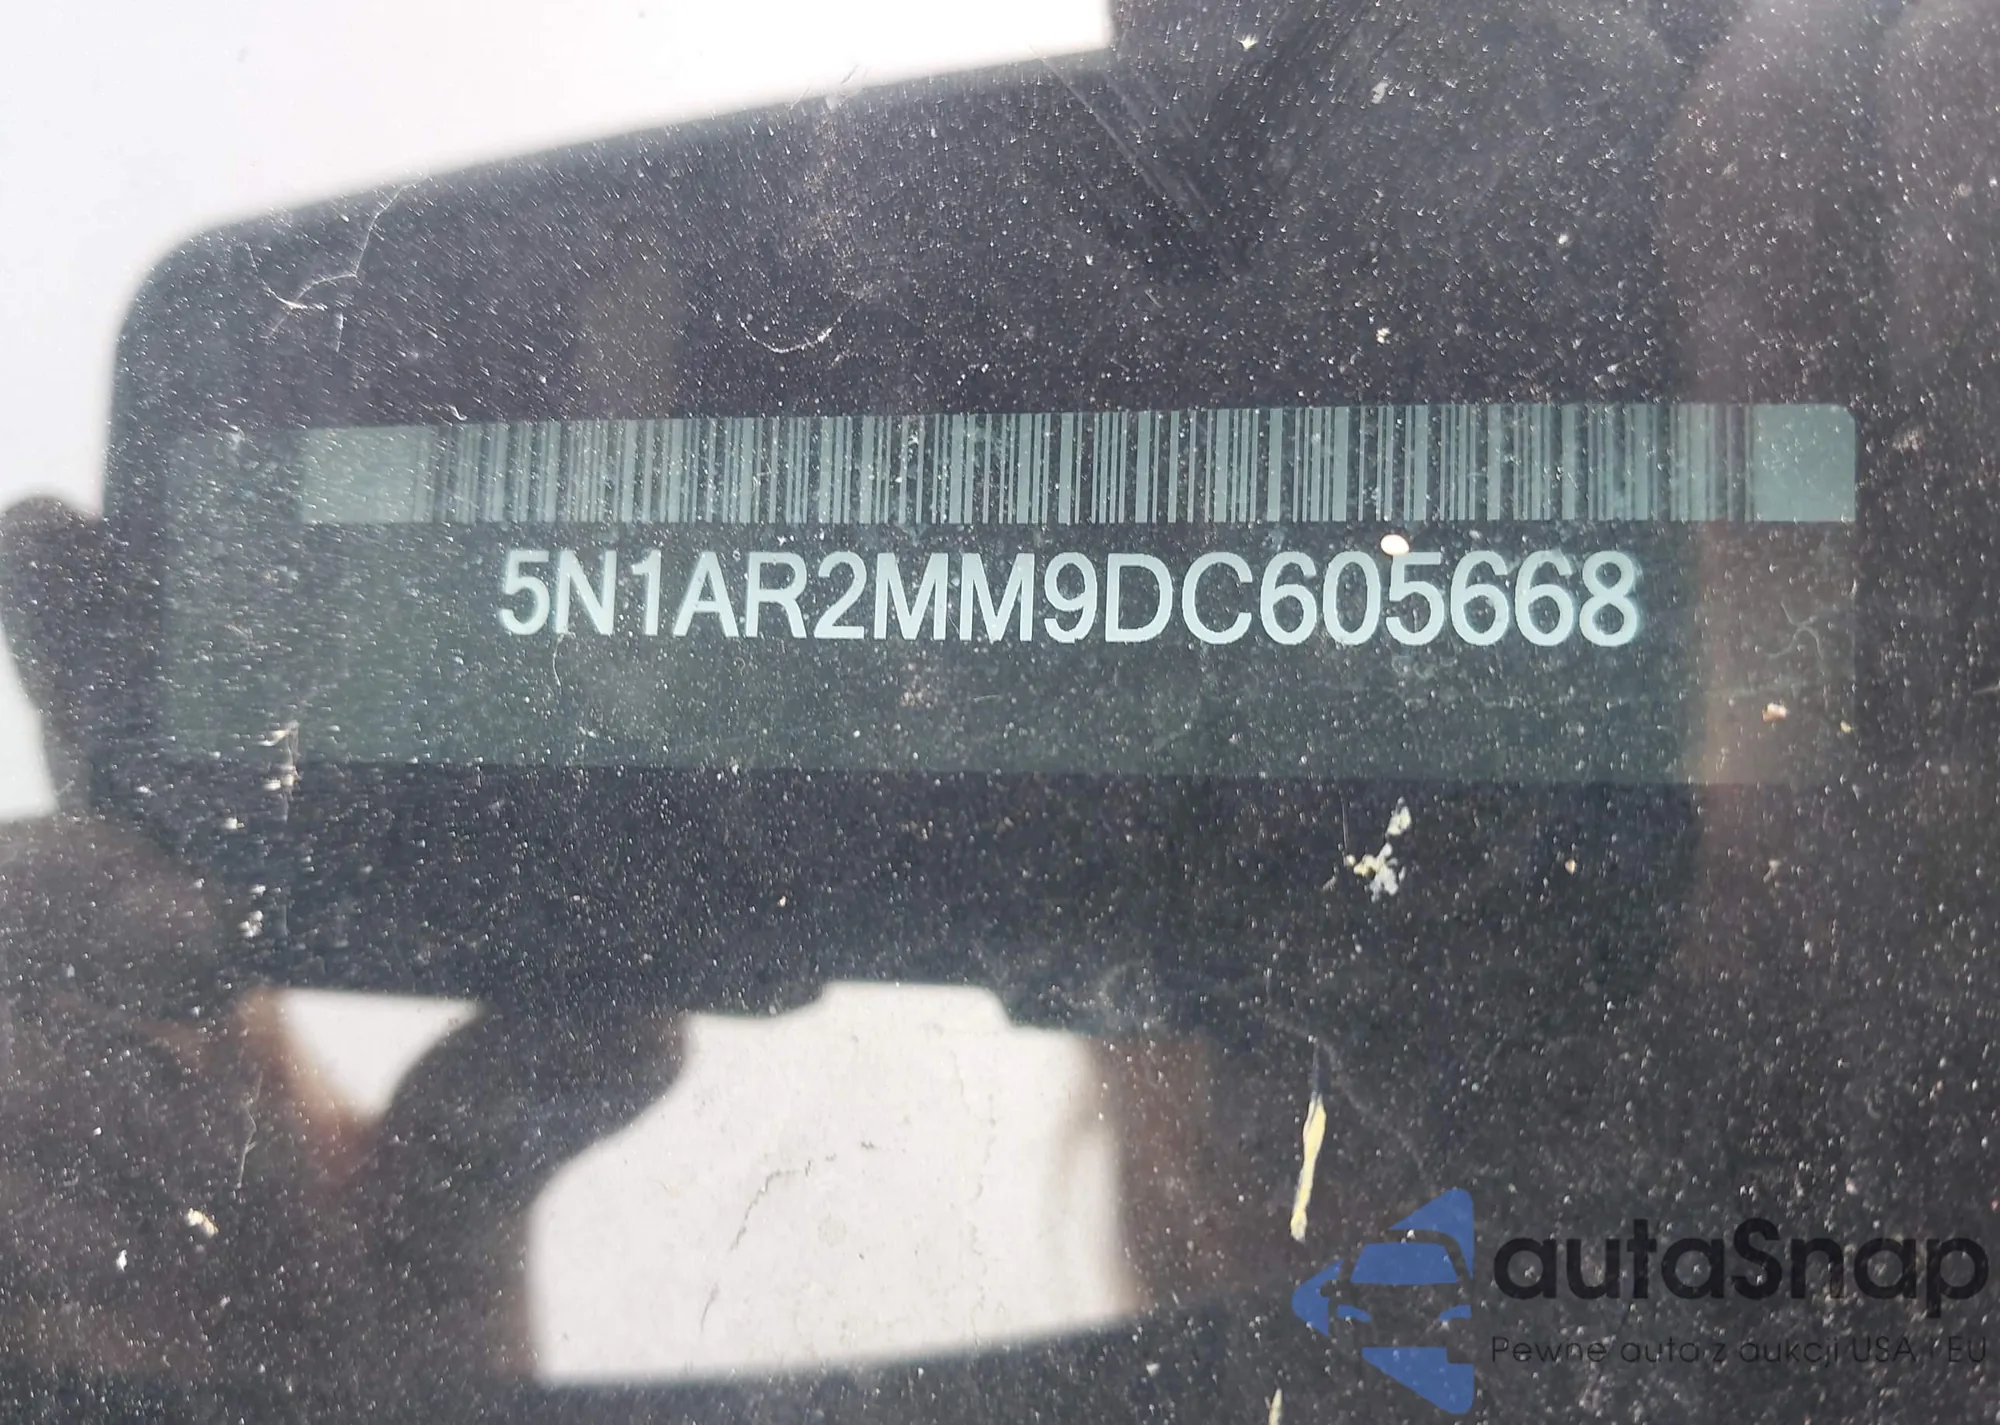 5N1AR2MM9DC605668
autaSnap
Pewne auta z aukcji USA i EU